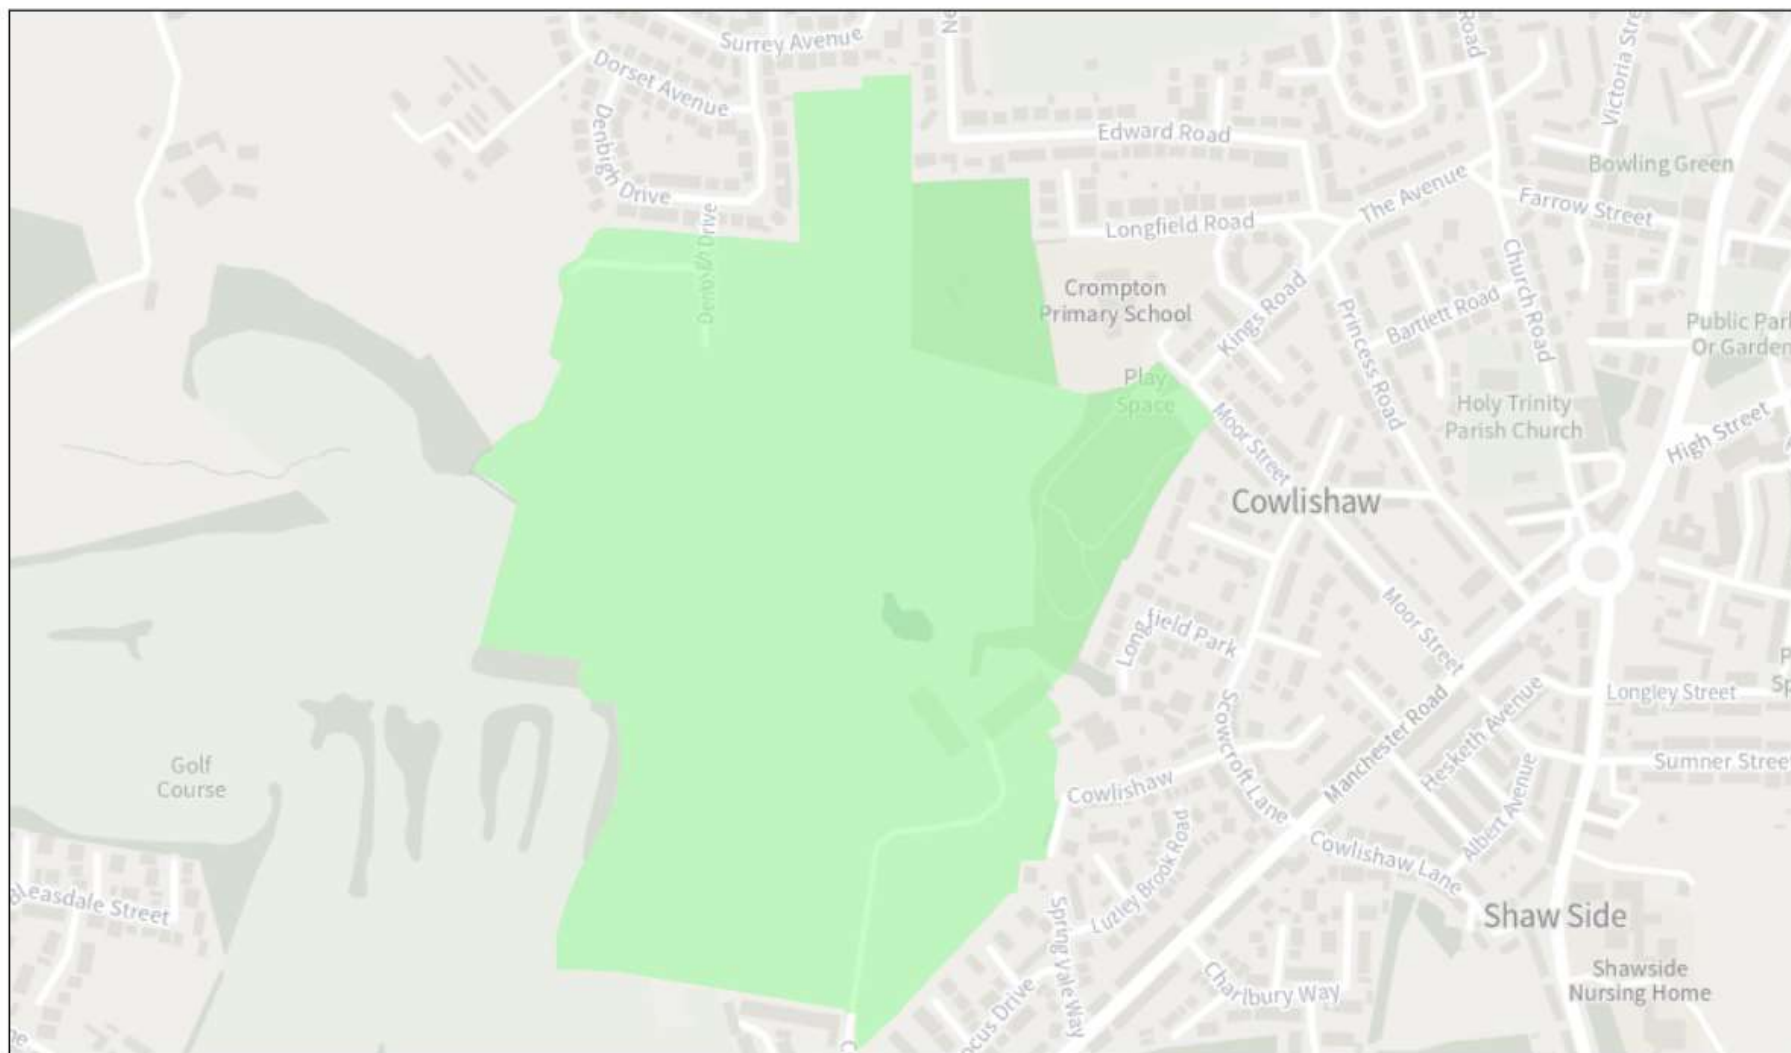 Surrey Avenue
Dorset Avenue
Denbigh Drive
Denbigh Drive
Edward Road
Road
Victoria Stre
Bowling Green
The Avenue
Farrow Street
Longfield Road
Church Road
Crompton
Primary School
Kings Road
Princess Road
Bartlett Road
Public Park
Or Garden
Play
Space
Moor Street
Holy Trinity
Parish Church
High Street
Cowlishaw
Moor Street
Longfield Park
Scowcroft Lane
Manchester Road
Hesketh Avenue
Longley Street
Sumner Street
Albert Avenue
Golf
Course
Cowlishaw
Luzley Brook Road
Cowlishaw Lane
Bleasdale Street
Spring Vale Way
Shaw Side
Charlbury Way
Shawside
Nursing Home
ocus Drive